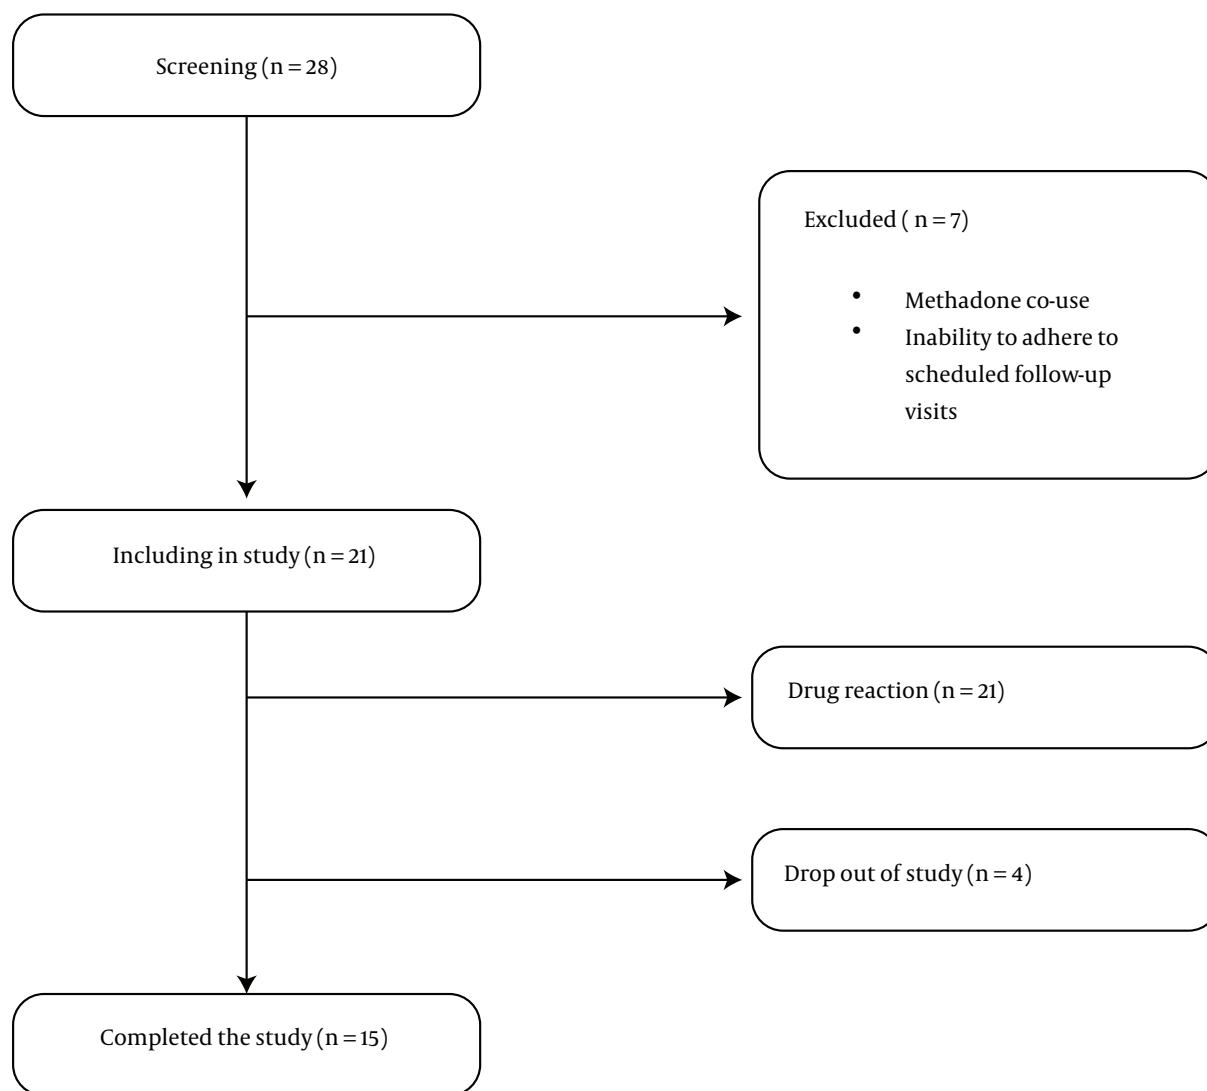 Screening (n = 28)
Excluded ( n = 7)
• Methadone co-use
• Inability to adhere to
scheduled follow-up
visits
Including in study (n = 21)
Drug reaction (n = 21)
Drop out of study (n = 4)
Completed the study (n = 15)